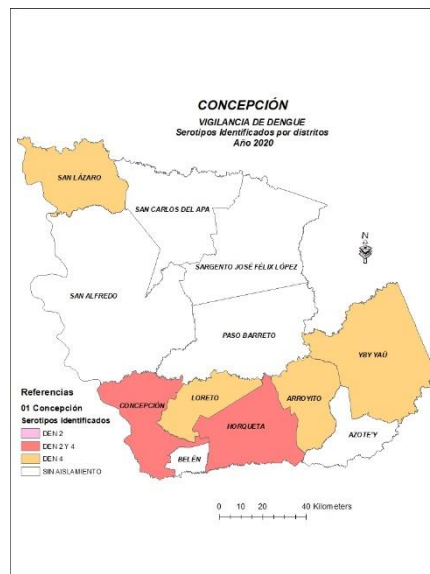 CONCEPCIÓN
VIGILANCIA DE DENGUE
Serotipos Identificados por distritos
Año 2020
SAN LÁZARO
SAN CARLOS DEL APA
N
SARGENTO JOSÉ FÉLIX LÓPEZ
SAN ALFREDO
PASO BARRETO
YBY YAÚ
Referencias
01 Concepción
Serotipos identificados
DEN 2
DEN 2 Y 4
DEN 4
SIN AISLAMIENTO
CONCEPCIÓN
LORETO
ARROYITO
HORQUETA
AZOTE'Y
BELÉN
0 10 20 40 Kilometers